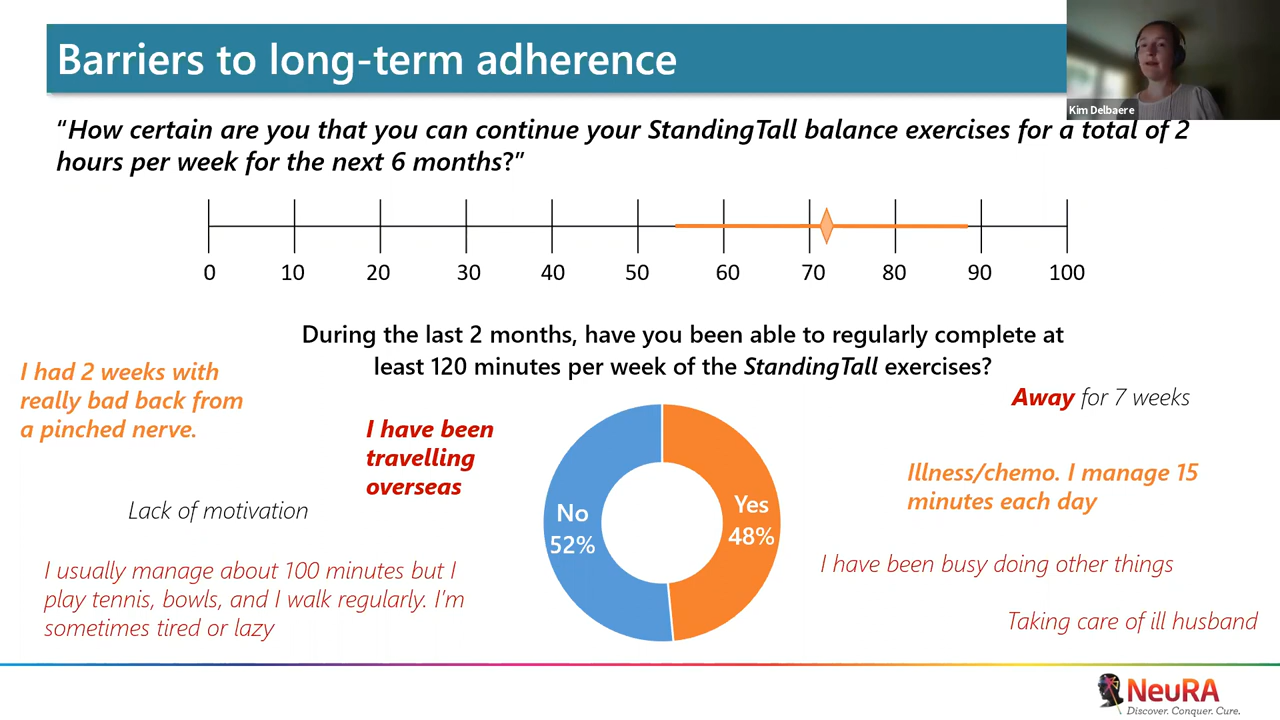 Barriers to long-term adherence
Kim Delbaere
“How certain are you that you can continue your StandingTall balance exercises for a total of 2
hours per week for the next 6 months?”
0 10 20 30 40 50 60 70 80 90 100
During the last 2 months, have you been able to regularly complete at
least 120 minutes per week of the StandingTall exercises?
I had 2 weeks with
really bad back from
a pinched nerve.
I have been
travelling
overseas
Lack of motivation
I usually manage about 100 minutes but I
play tennis, bowls, and I walk regularly. I'm
sometimes tired or lazy
No
52%
Yes
48%
Away for 7 weeks
Illness/chemo. I manage 15
minutes each day
I have been busy doing other things
Taking care of ill husband
NeuRA
Discover. Conquer. Cure.